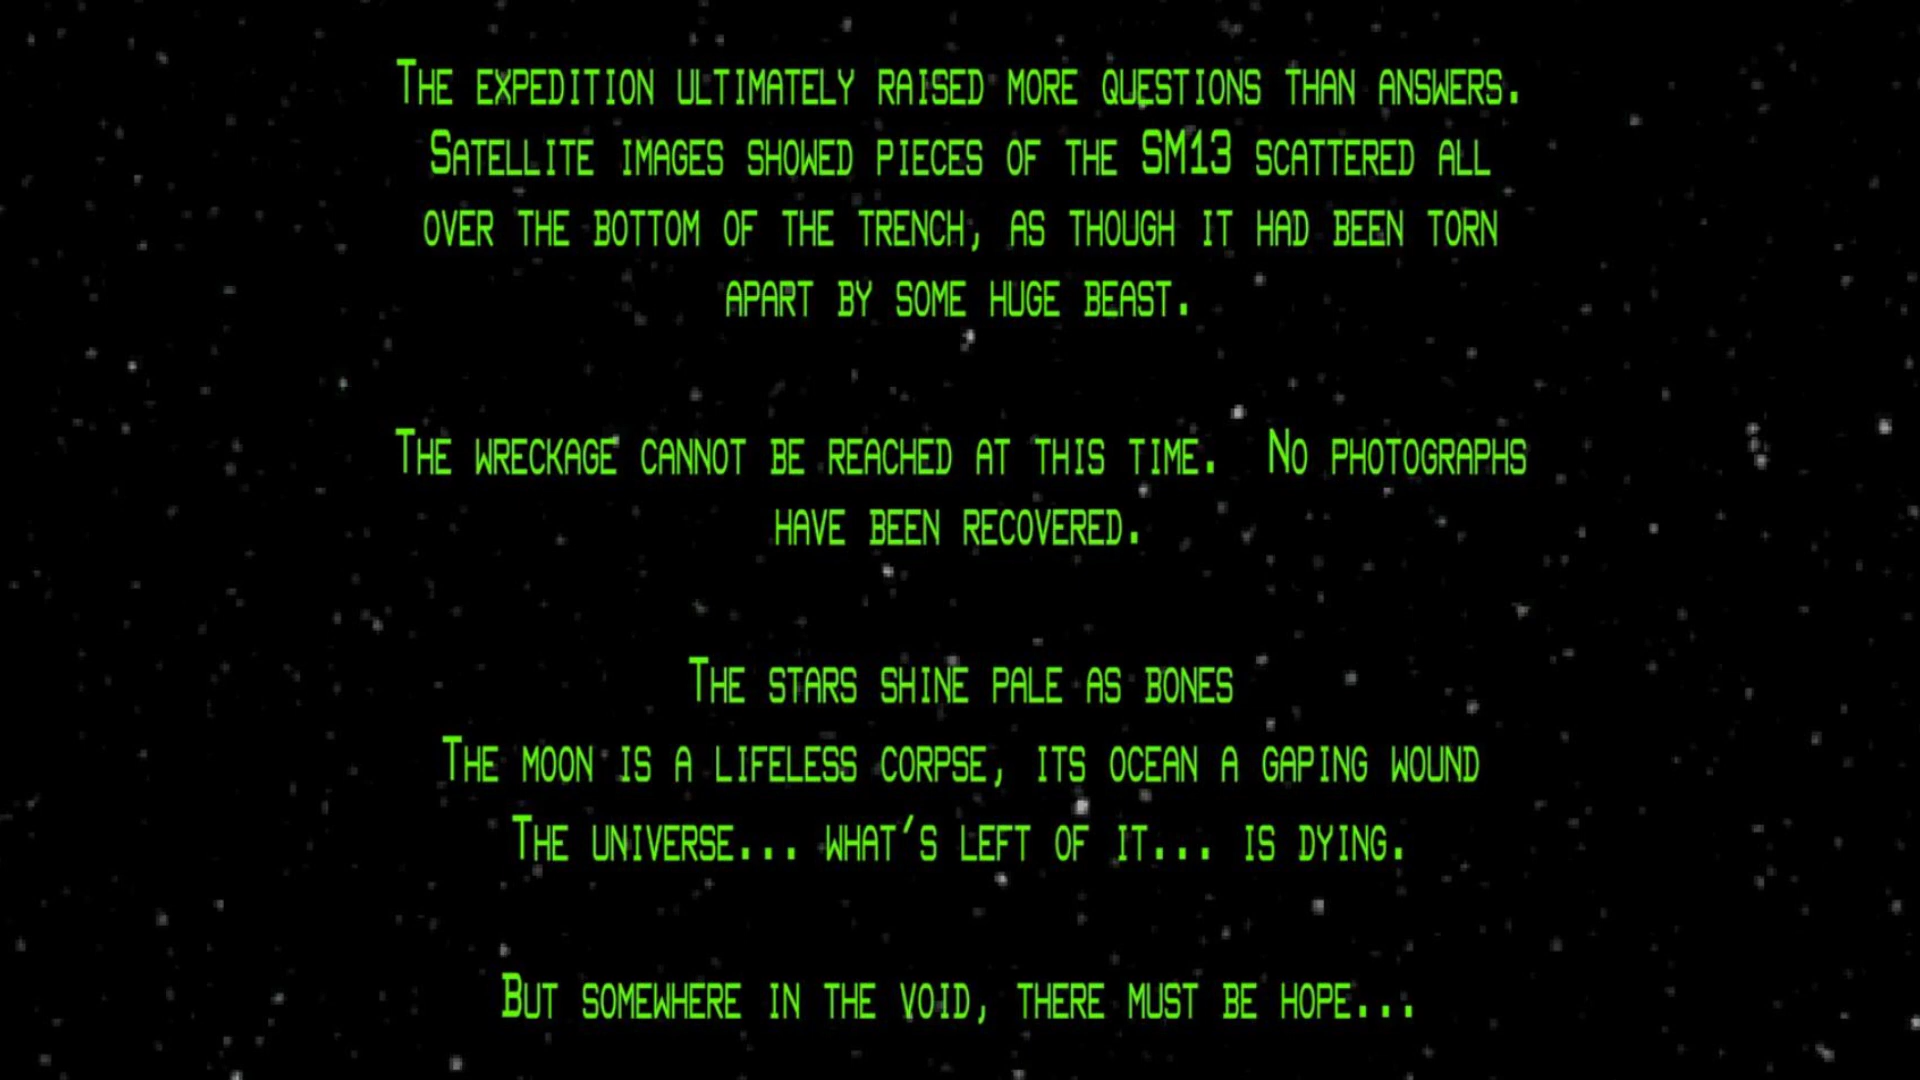 The expedition ultimately raised more questions than answers.
Satellite images showed pieces of the SM13 scattered all
over the bottom of the trench, as though it had been torn
apart by some huge beast.
The wreckage cannot be reached at this time.  No photographs
have been recovered.
The stars shine pale as bones
The moon is a lifeless corpse, its ocean a gaping wound
The universe... what's left of it... is dying.
But somewhere in the void, there must be hope...